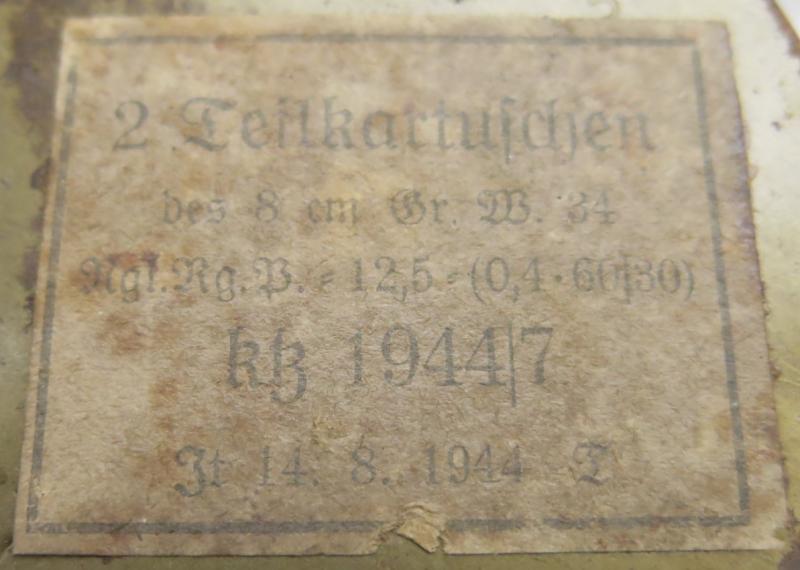 2 Teilkartuschen
des 8 cm Gr. W. 34
Ngl.Rg.P. - 12,5 - (0,4 · 60/30)
ktz 1944/7
Jt 14. 8. 1944 T